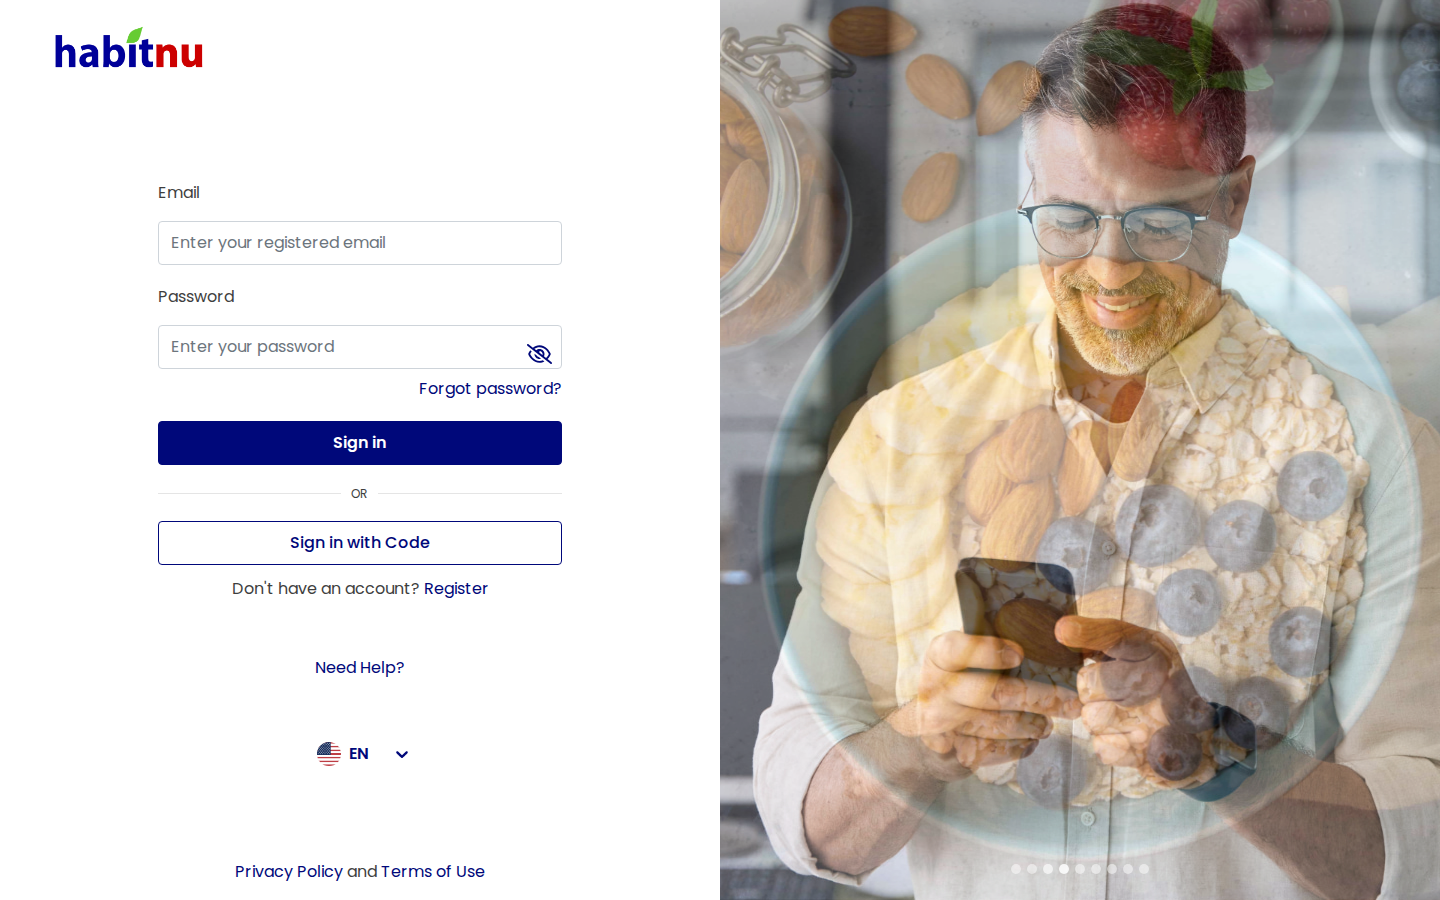 habitnu
Email
Enter your registered email
Password
Enter your password
Forgot password?
Sign in
OR
Sign in with Code
Don't have an account? Register
Need Help?
EN
Privacy Policy and Terms of Use